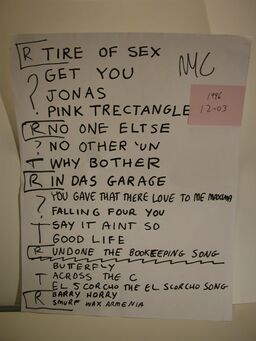 R TIRE OF SEX
NYC
? GET YOU
JONAS
1996
12-03
PINK TRECTANGLE
R NO ONE ELTSE
? NO OTHER 'UN
T WHY BOTHER
R IN DAS GARAGE
? YOU GAVE THAT THERE LOVE TO ME MAXIMA
FALLING FOUR YOU
T SAY IT AINT SO
GOOD LIFE
R UNDONE THE BOOKEEPING SONG
BUTTERFLY
T ACROSS THE C
EL SCORCHO THE EL SCORCHO SONG
R BARRY HORRY
SMURF WAX ARMENIA